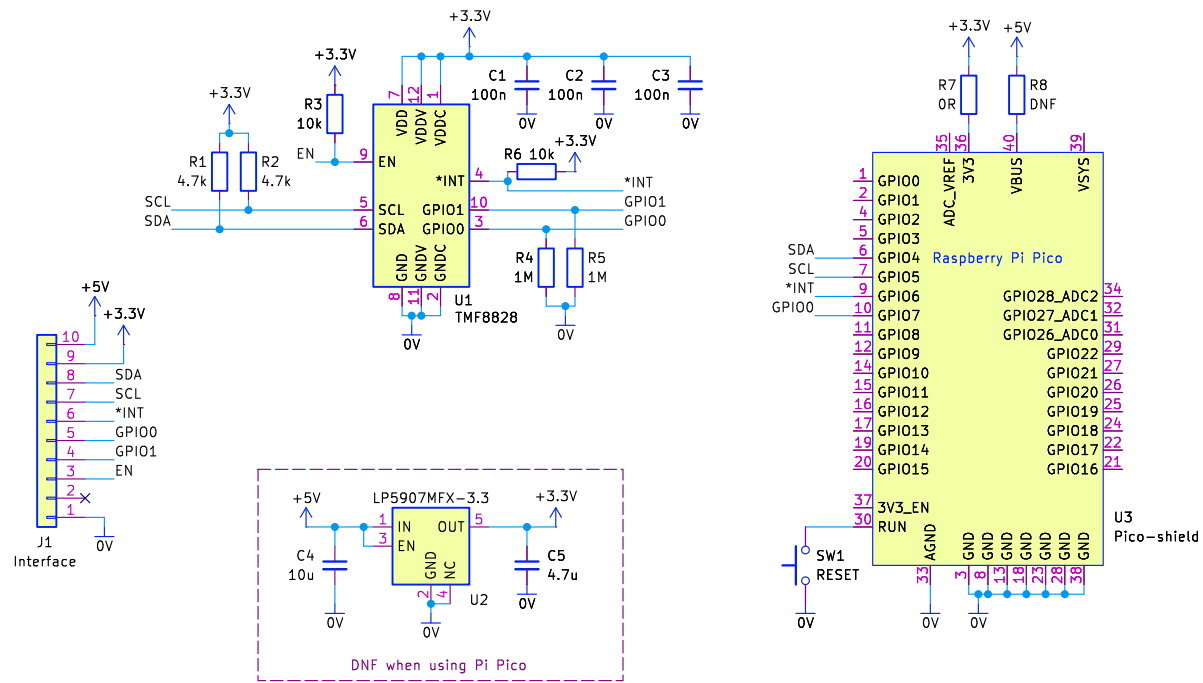 +3.3V
+3.3V
R3
10k
EN
9
EN
7
12
1
VDD
VDDV
VDDC
C1
100n
0V
C2
100n
0V
C3
100n
0V
+3.3V
R1
4.7k
R2
4.7k
SCL
SDA
5
SCL
6
SDA
*INT
4
R6 10k
+3.3V
*INT
GPIO1
10
GPIO1
GPIO0
3
GPIO0
GND
GNDV
GNDC
8
11
2
0V
U1
TMF8828
R4
1M
R5
1M
0V
+5V
+3.3V
10
9
8
SDA
7
SCL
6
*INT
5
GPIO0
4
GPIO1
3
EN
2
1
0V
J1
Interface
+5V
LP5907MFX-3.3
+3.3V
1
IN
OUT
5
3
EN
GND
NC
2
4
C4
10u
0V
U2
0V
C5
4.7u
0V
DNF when using Pi Pico
+3.3V
+5V
R7
0R
R8
DNF
35
36
40
39
ADC_VREF
3V3
VBUS
VSYS
1
GPIO0
2
GPIO1
4
GPIO2
5
GPIO3
SDA
6
GPIO4
Raspberry Pi Pico
SCL
7
GPIO5
*INT
9
GPIO6
GPIO28_ADC2
34
GPIO0
10
GPIO7
GPIO27_ADC1
32
11
GPIO8
GPIO26_ADC0
31
12
GPIO9
GPIO22
29
14
GPIO10
GPIO21
27
15
GPIO11
GPIO20
26
16
GPIO12
GPIO19
25
17
GPIO13
GPIO18
24
19
GPIO14
GPIO17
22
20
GPIO15
GPIO16
21
37
3V3_EN
30
RUN
U3
Pico-shield
SW1
RESET
0V
AGND
GND
GND
GND
GND
GND
GND
GND
33
3
8
13
18
23
28
38
0V
0V